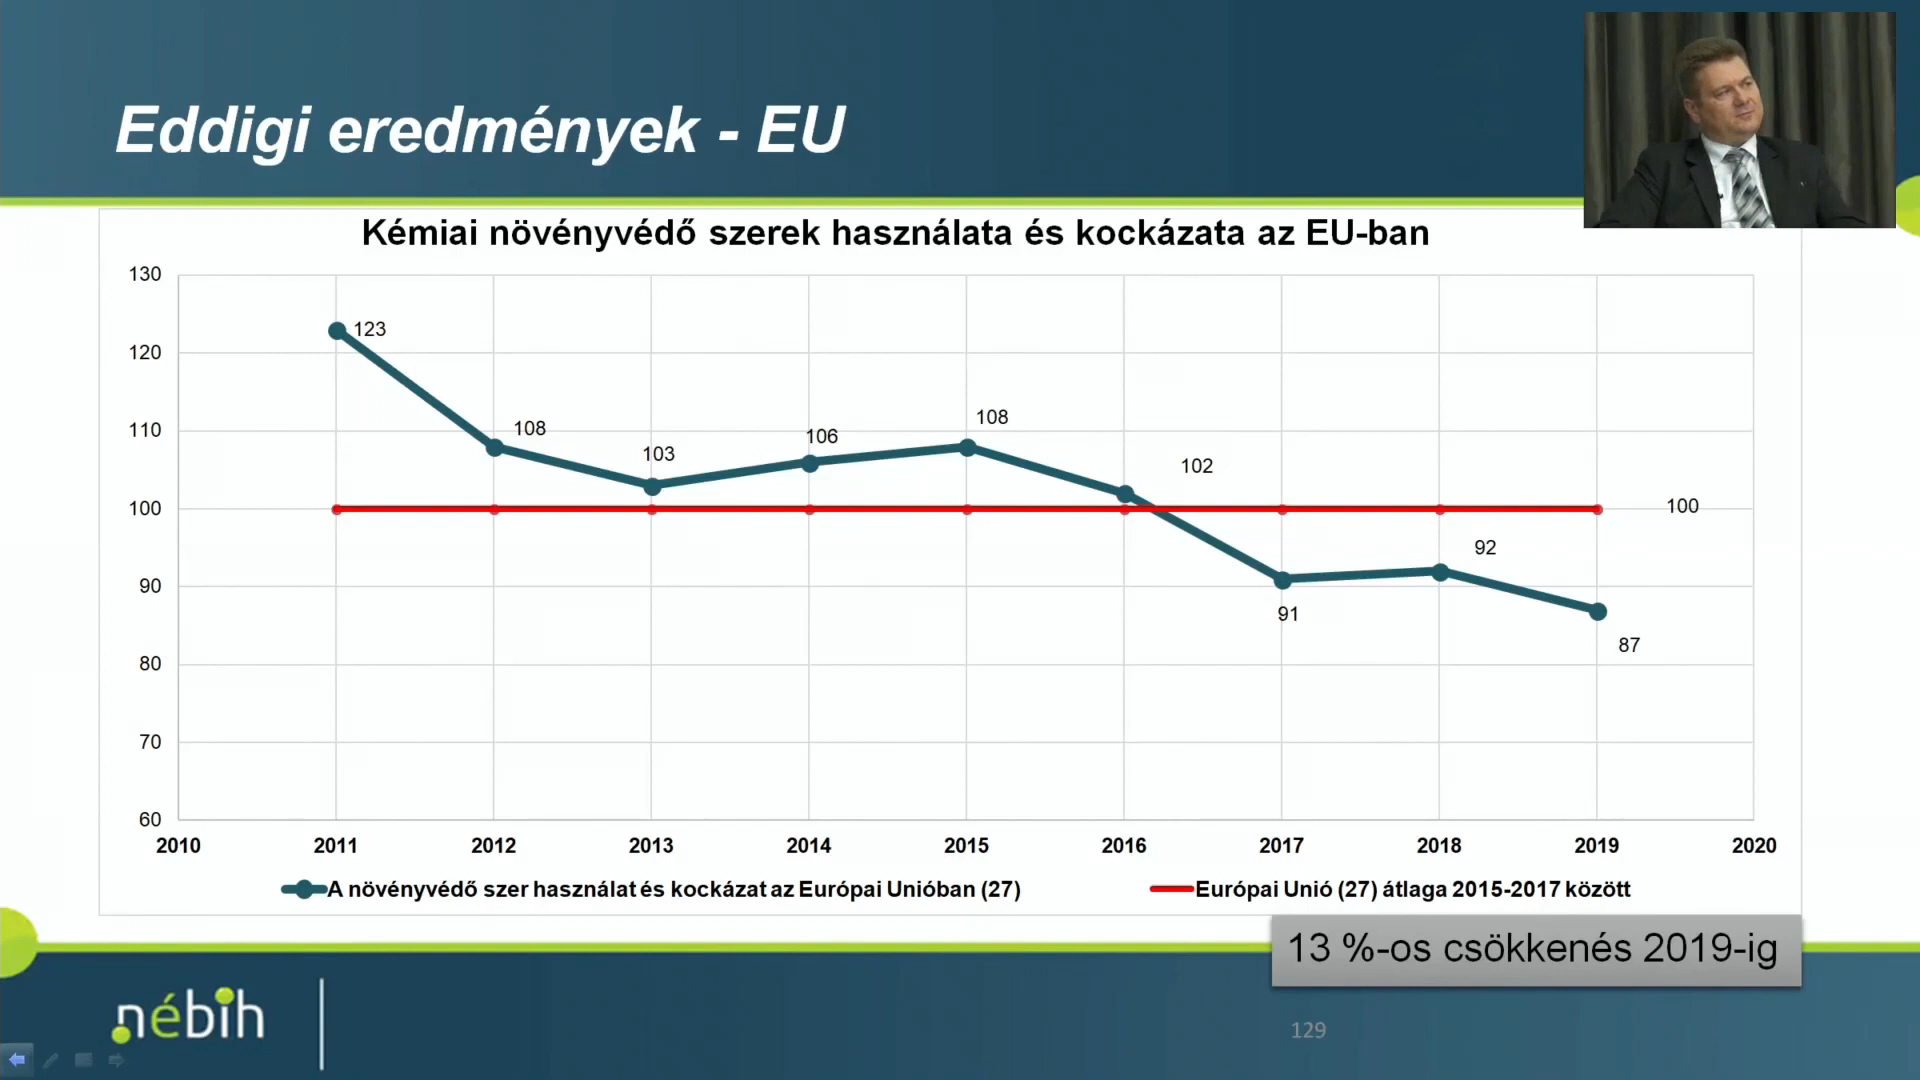 Eddigi eredmények - EU
Kémiai növényvédő szerek használata és kockázata az EU-ban
130
120
110
100
90
80
70
60
123
108
103
106
108
102
91
92
87
100
2010 2011 2012 2013 2014 2015 2016 2017 2018 2019 2020
A növényvédő szer használat és kockázat az Európai Unióban (27)
Európai Unió (27) átlaga 2015-2017 között
13 %-os csökkenés 2019-ig
nébih
129